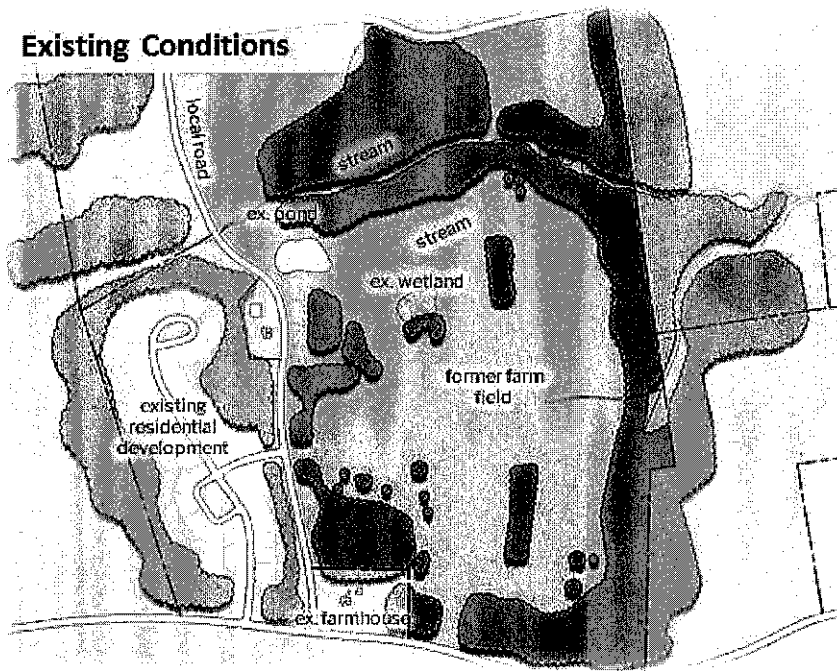 Existing Conditions
local road
stream
ex. pond
stream
ex. wetland
former farm
field
existing
residential
development
ex. farmhouse